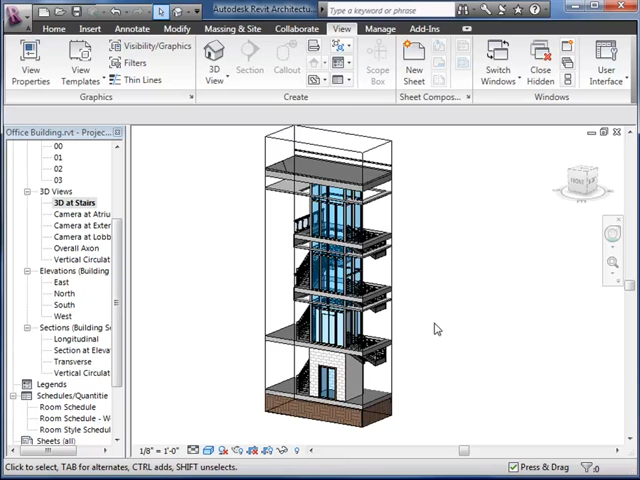 Autodesk Revit Architectu...
Type a keyword or phrase
Home Insert Annotate Modify Massing & Site Collaborate View Manage Add-Ins
View Properties
View Templates
Visibility/Graphics
Filters
Thin Lines
3D View
Section
Callout
Scope Box
New Sheet
Switch Windows
Close Hidden
User Interface
Graphics Create Sheet Compos... Windows
Office Building.rvt - Projec...
00
01
02
03
3D Views
3D at Stairs
Camera at Atriu
Camera at Exter
Camera at Lobb
Overall Axon
Vertical Circulat
Elevations (Building
East
North
South
West
Sections (Building S
Longitudinal
Section at Elevat
Transverse
Vertical Circulat
Legends
Schedules/Quantitie
Room Schedule
Room Schedule - W
Room Style Schedul
Sheets (all)
FRONT
1/8" = 1'-0"
Click to select, TAB for alternates, CTRL adds, SHIFT unselects.
Press & Drag
:0